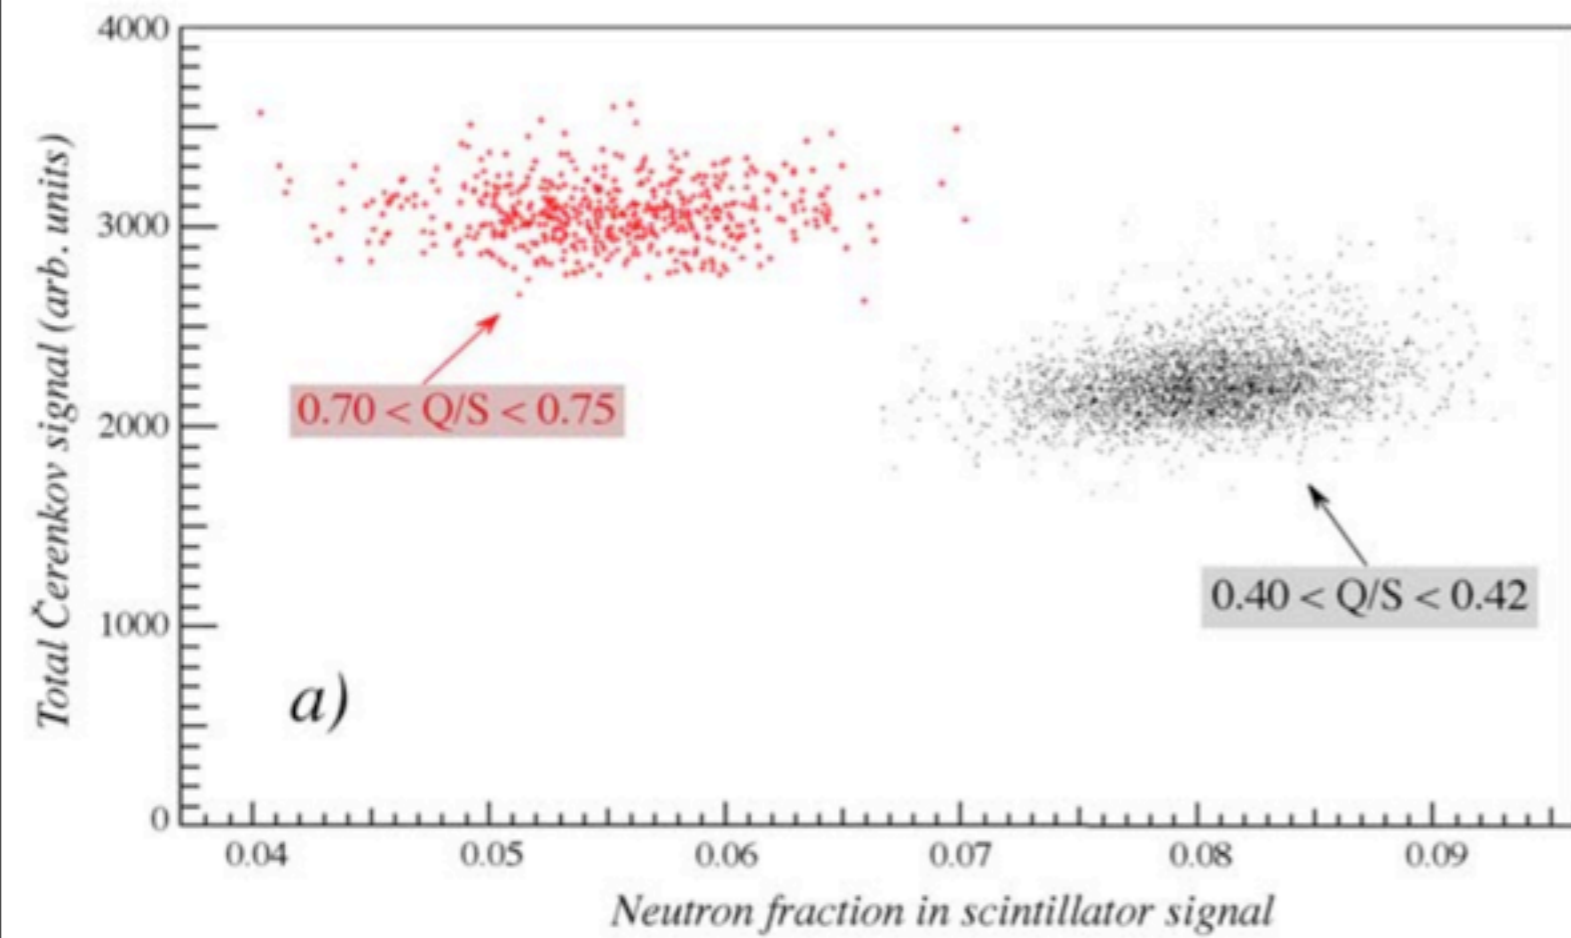 4000
3000
2000
1000
0
Total Čerenkov signal (arb. units)
0.70 < Q/S < 0.75
0.40 < Q/S < 0.42
a)
0.04 0.05 0.06 0.07 0.08 0.09
Neutron fraction in scintillator signal